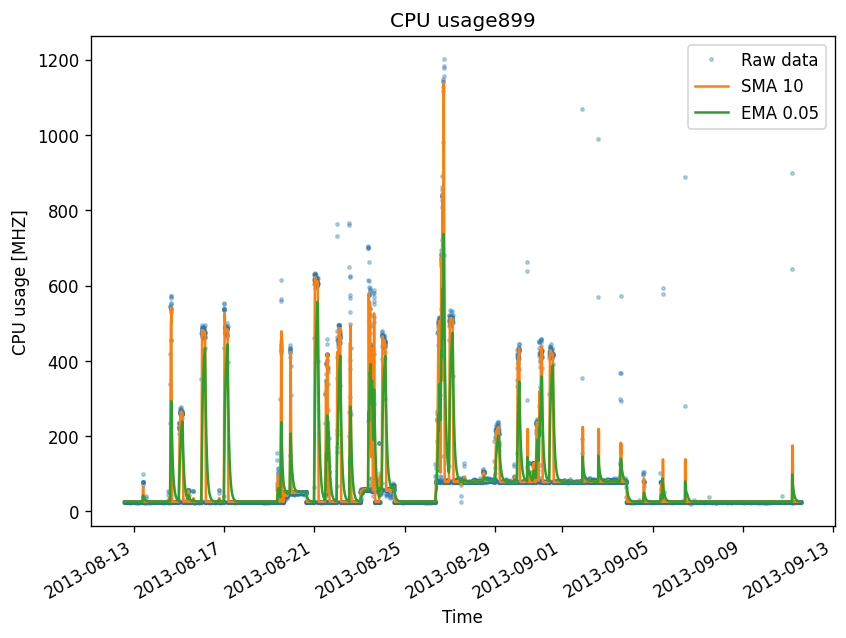 CPU usage899
Raw data
SMA 10
EMA 0.05
CPU usage [MHZ]
1200
1000
800
600
400
200
0
2013-08-13
2013-08-17
2013-08-21
2013-08-25
2013-08-29
2013-09-01
2013-09-05
2013-09-09
2013-09-13
Time